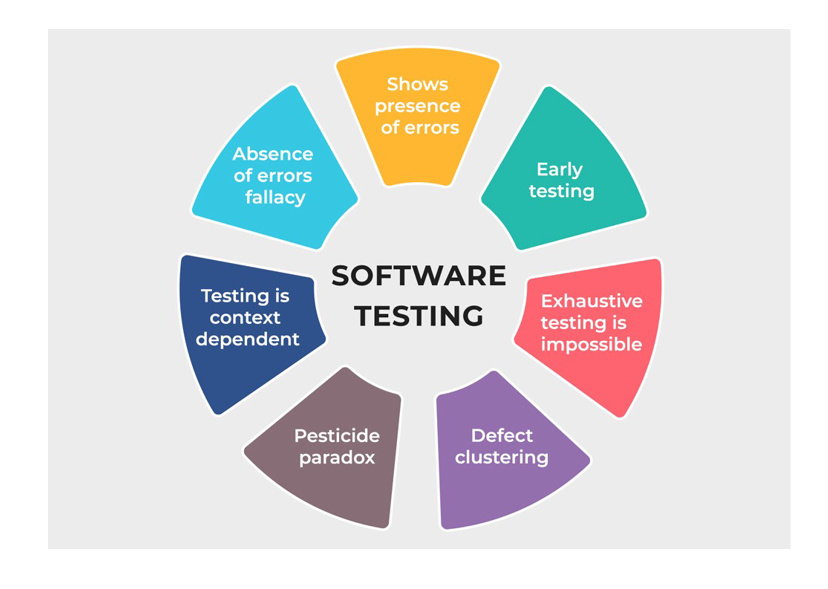 Shows
presence
of errors
Early
testing
Exhaustive
testing is
impossible
Defect
clustering
Pesticide
paradox
Testing is
context
dependent
Absence
of errors
fallacy
SOFTWARE
TESTING